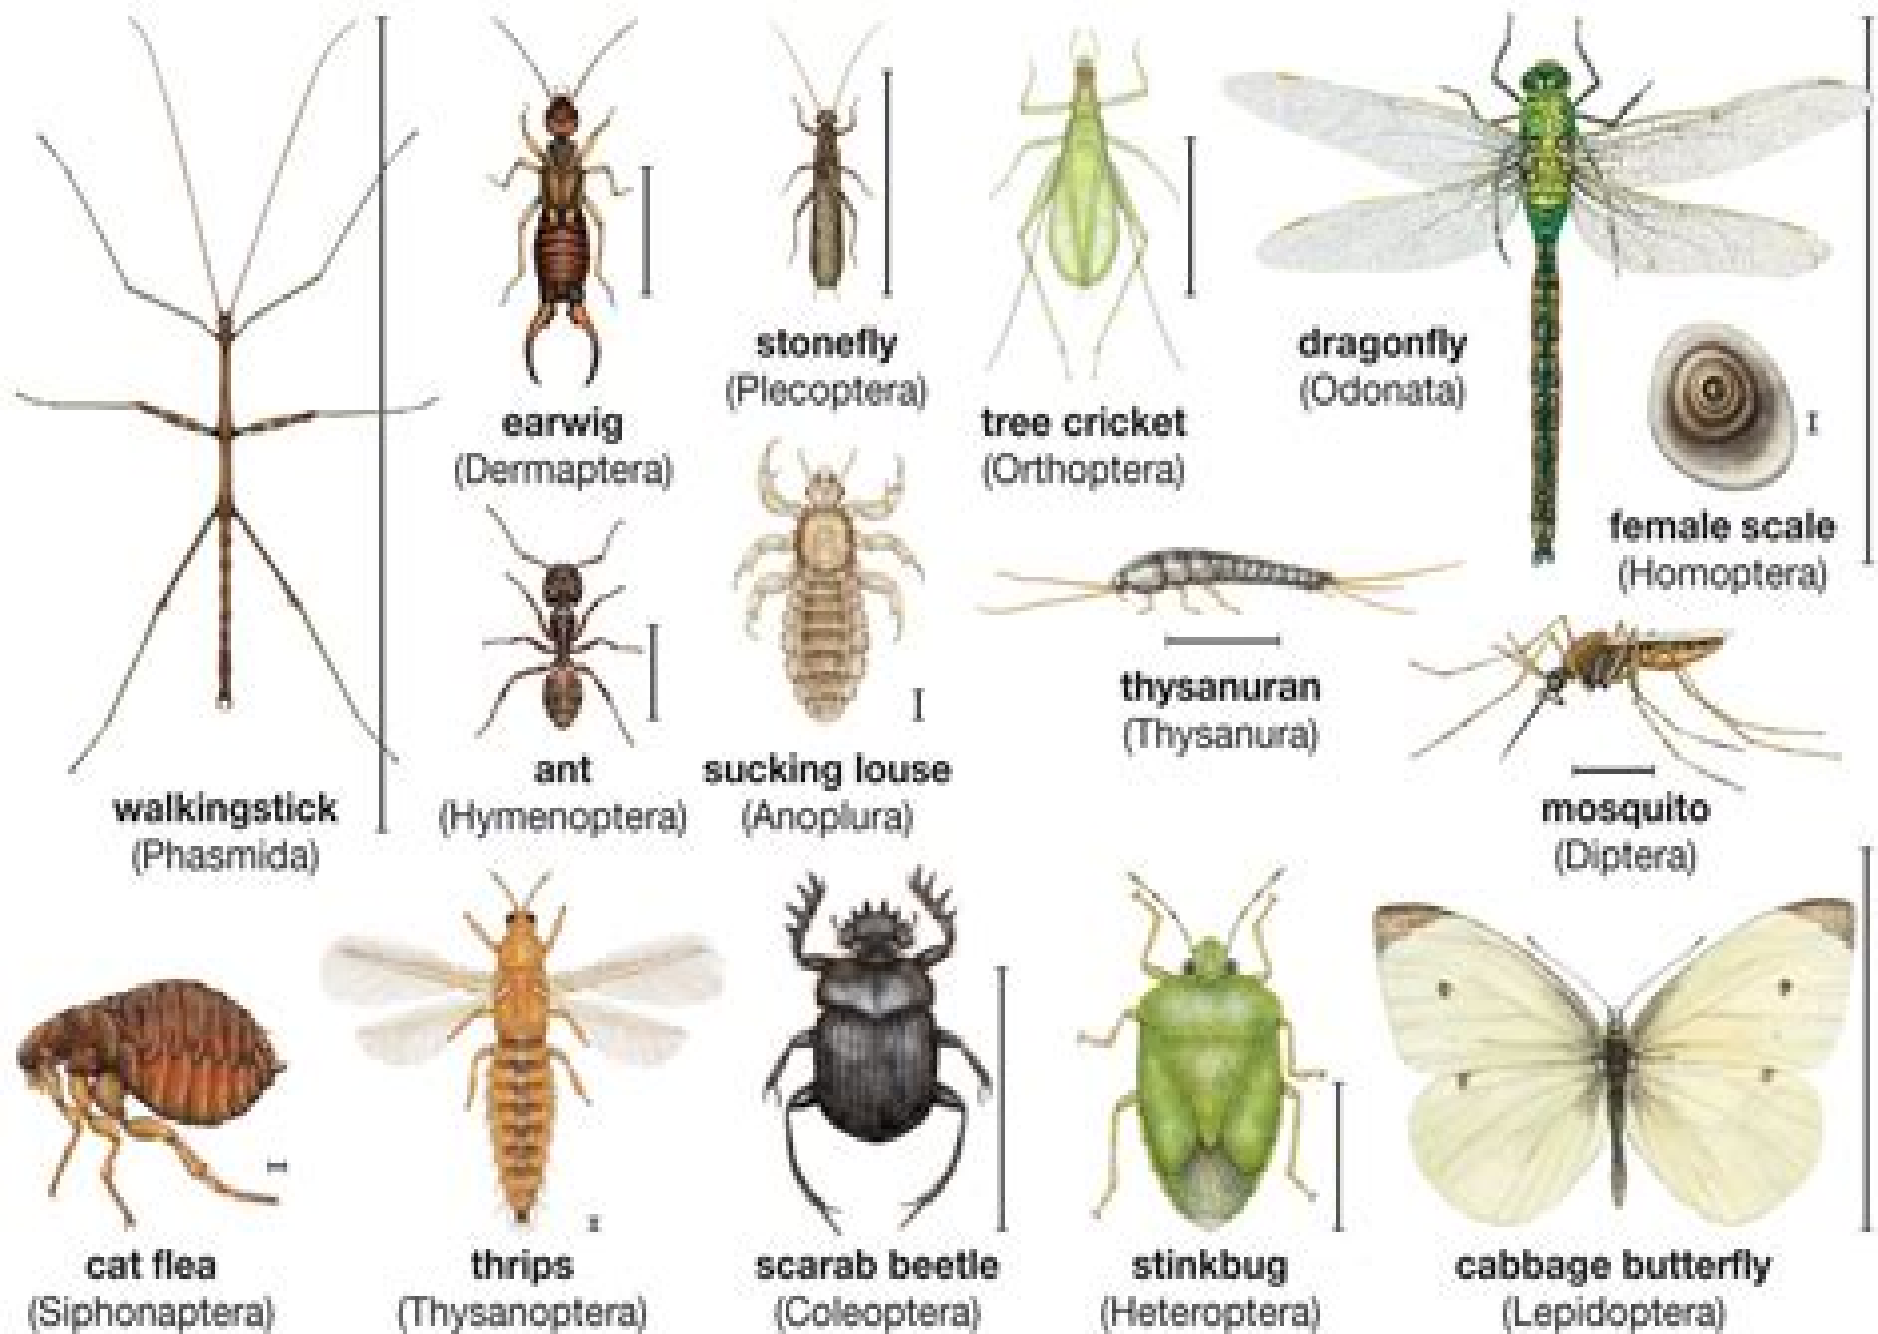 stonefly
(Plecoptera)
dragonfly
(Odonata)
earwig
(Dermaptera)
tree cricket
(Orthoptera)
female scale
(Homoptera)
thysanuran
(Thysanura)
ant
(Hymenoptera)
sucking louse
(Anoplura)
walkingstick
(Phasmida)
mosquito
(Diptera)
cat flea
(Siphonaptera)
thrips
(Thysanoptera)
scarab beetle
(Coleoptera)
stinkbug
(Heteroptera)
cabbage butterfly
(Lepidoptera)